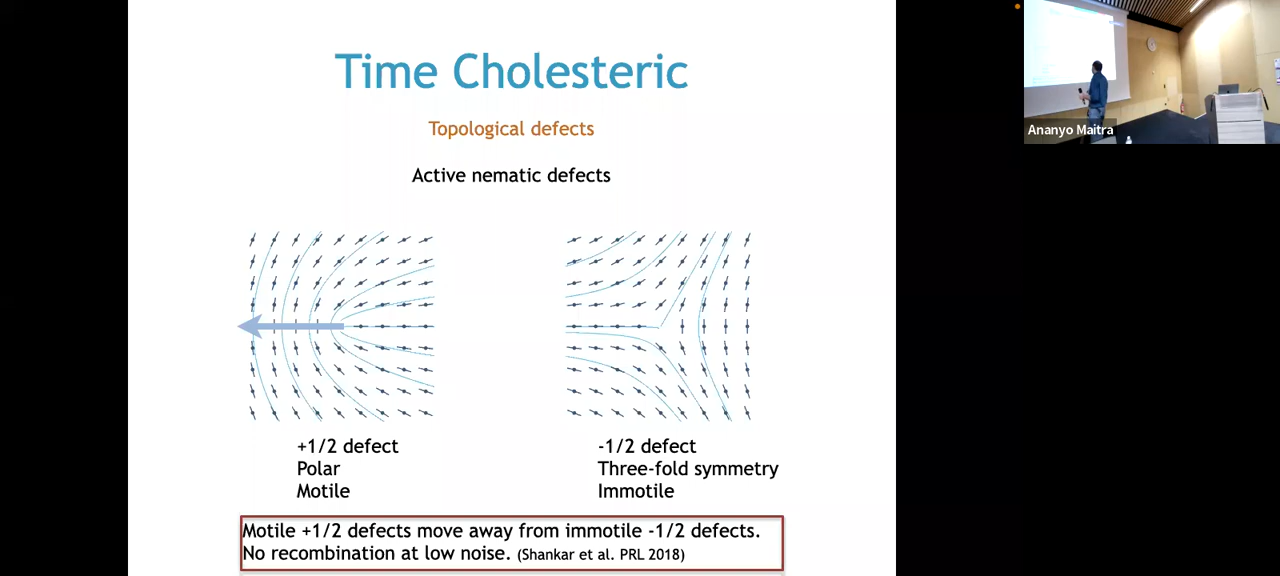 Time Cholesteric
Topological defects
Active nematic defects
+1/2 defect
Polar
Motile
-1/2 defect
Three-fold symmetry
Immotile
Motile +1/2 defects move away from immotile -1/2 defects.
No recombination at low noise. (Shankar et al. PRL 2018)
Ananyo Maitra